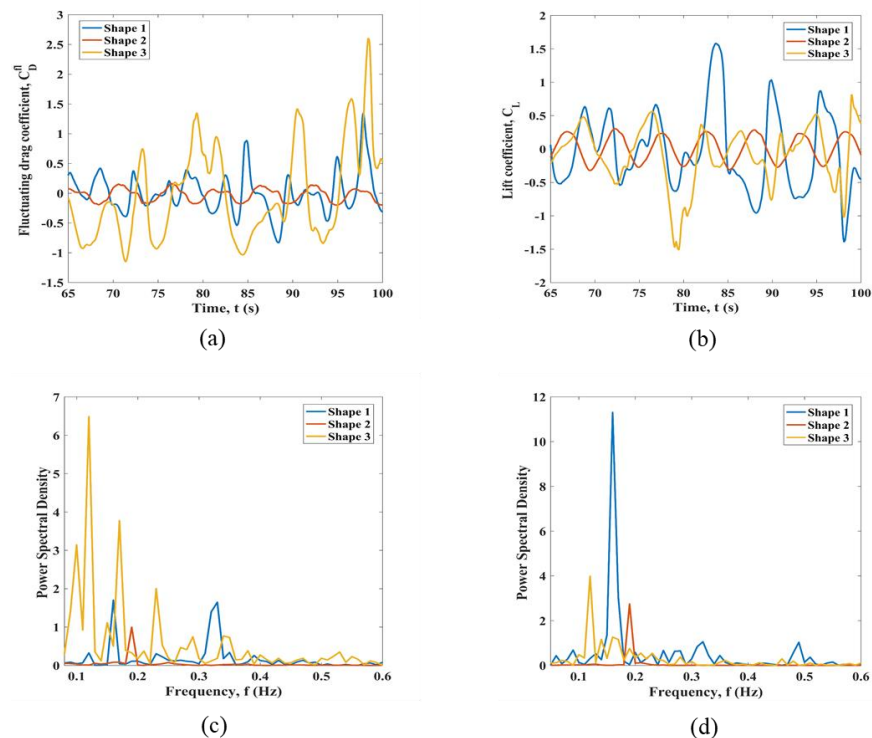 3
2.5
2
1.5
1
0.5
0
-0.5
-1
-1.5
Fluctuating drag coefficient, C_D^fl
Shape 1
Shape 2
Shape 3
65 70 75 80 85 90 95 100
Time, t (s)
(a)
2
1.5
1
0.5
0
-0.5
-1
-1.5
-2
Lift coefficient, C_L
Shape 1
Shape 2
Shape 3
65 70 75 80 85 90 95 100
Time, t (s)
(b)
7
6
5
4
3
2
1
0
Power Spectral Density
Shape 1
Shape 2
Shape 3
0.1 0.2 0.3 0.4 0.5 0.6
Frequency, f (Hz)
(c)
12
10
8
6
4
2
0
Power Spectral Density
Shape 1
Shape 2
Shape 3
0.1 0.2 0.3 0.4 0.5 0.6
Frequency, f (Hz)
(d)